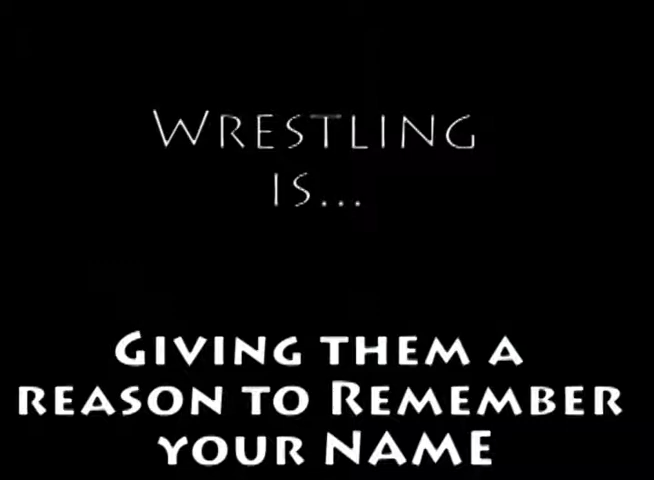 WRESTLING
IS...
GIVING THEM A
REASON TO REMEMBER
YOUR NAME